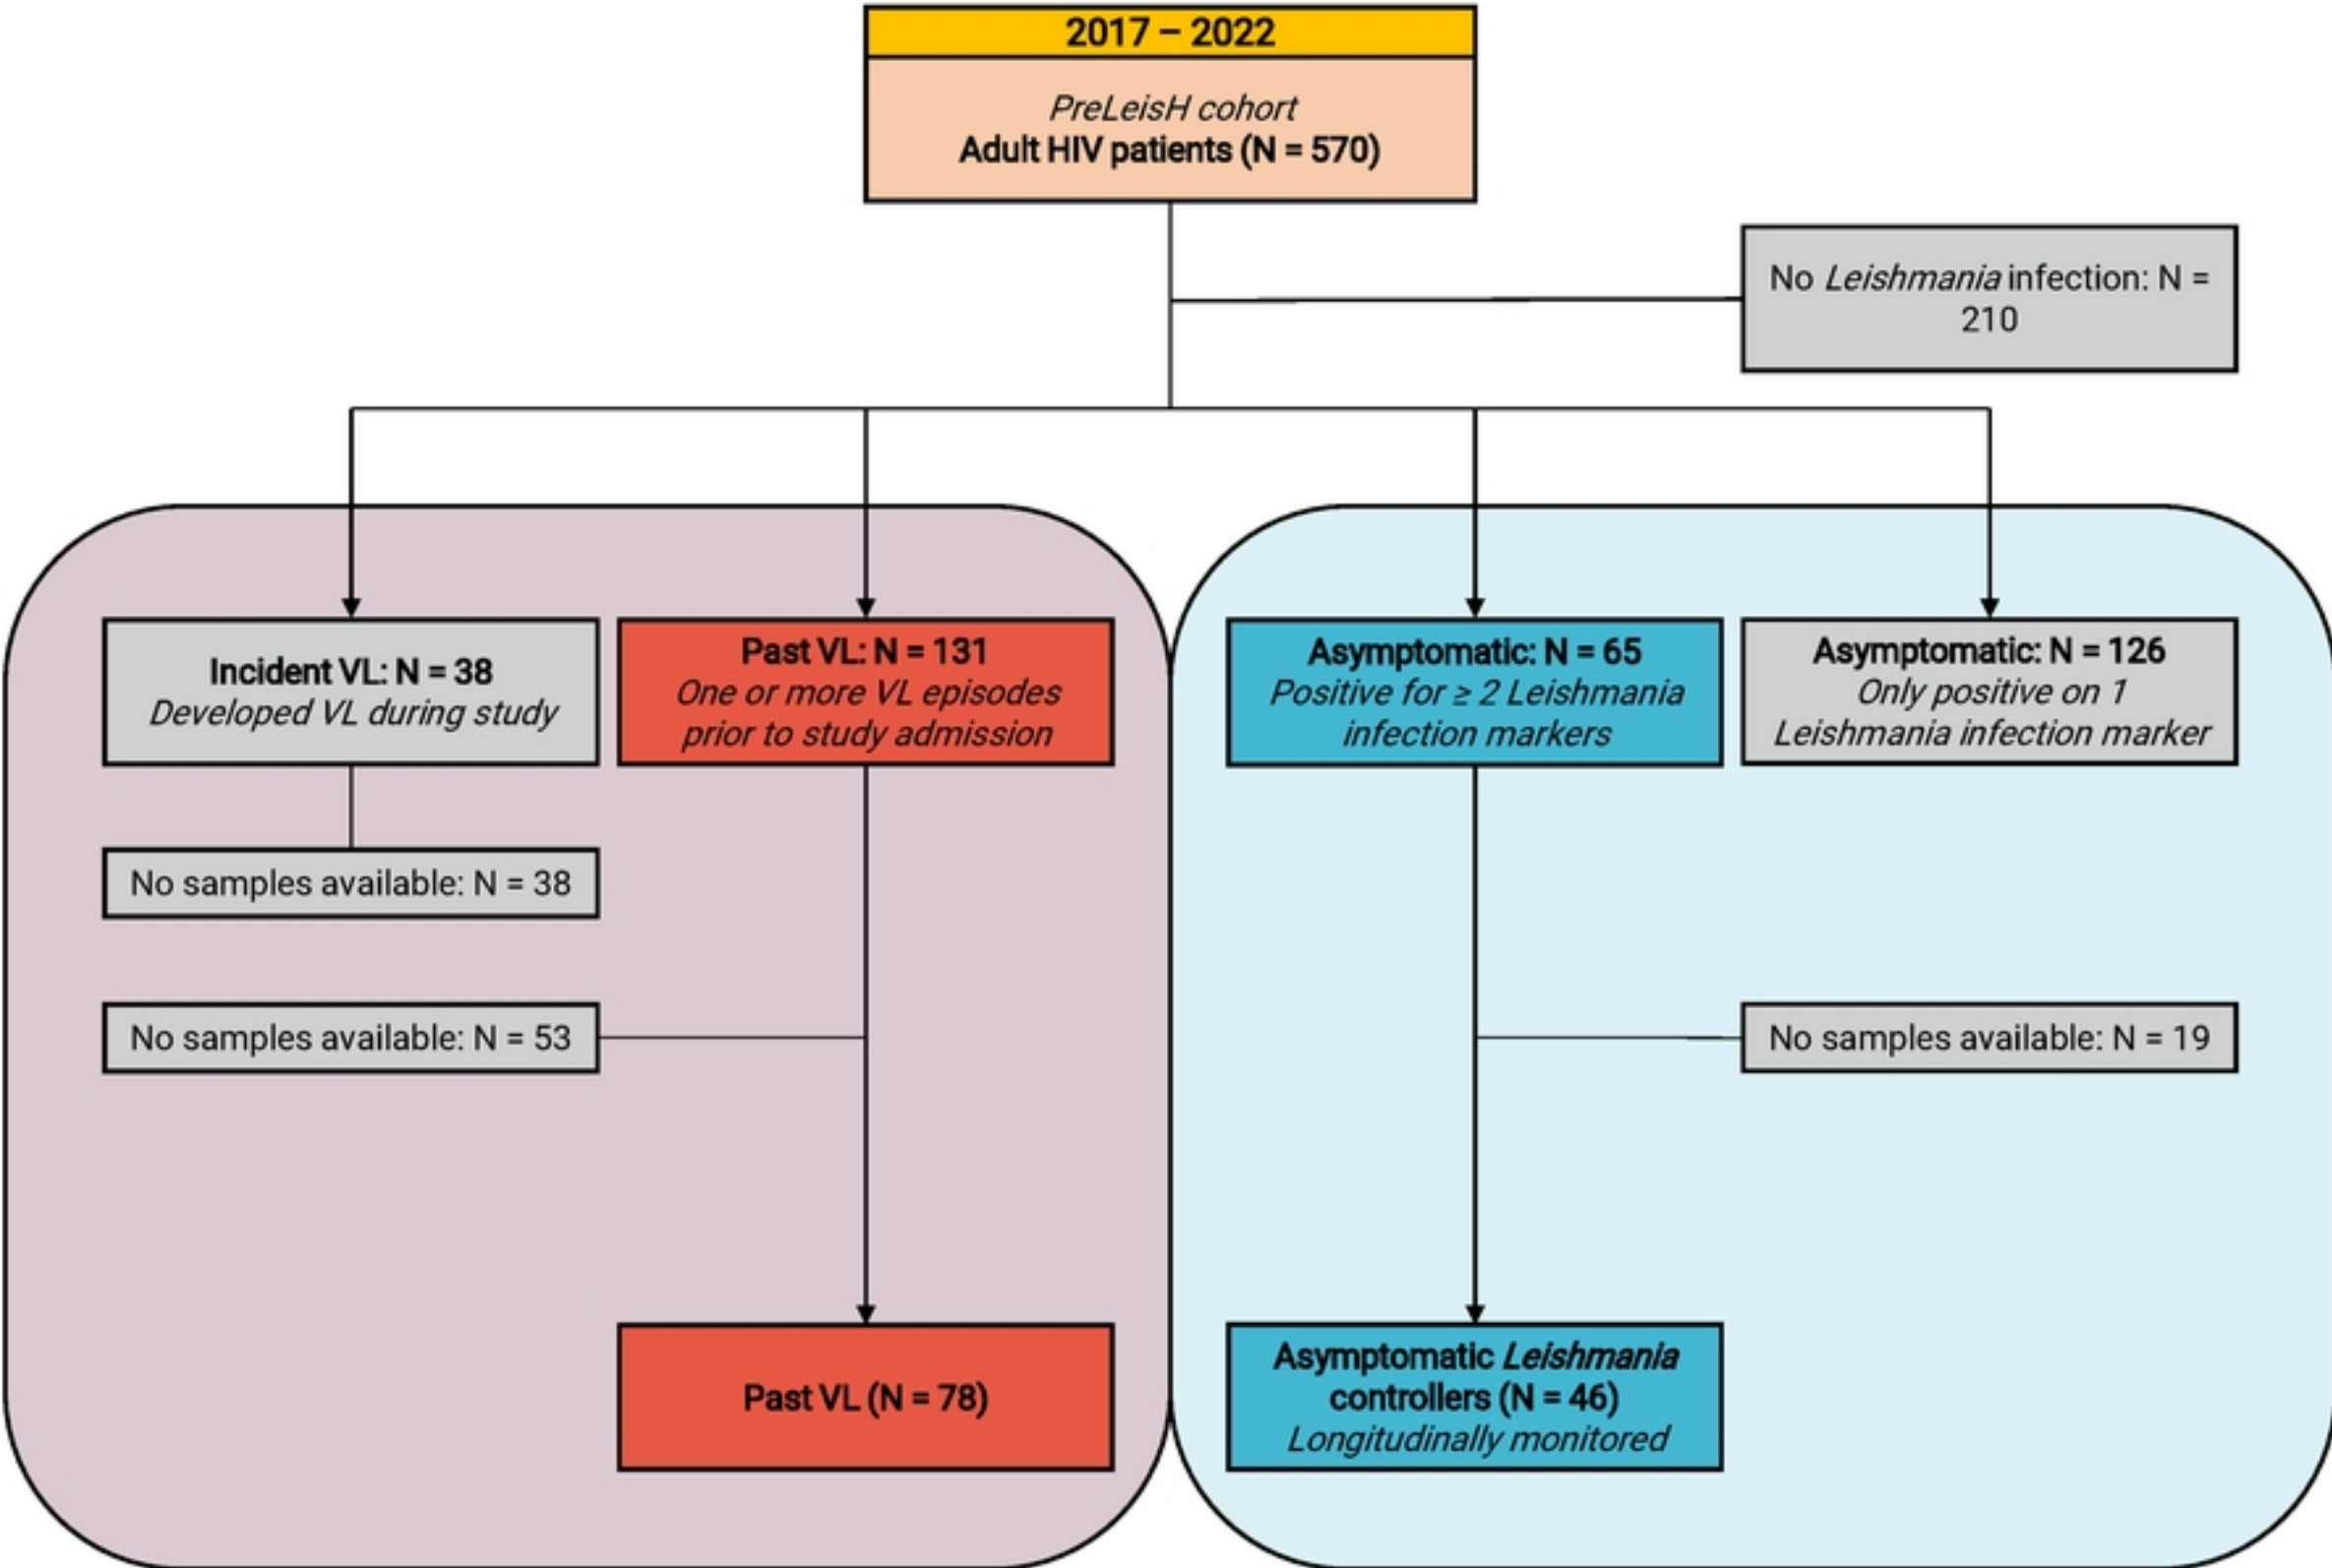 2017 – 2022
PreLeisH cohort
Adult HIV patients (N = 570)
No Leishmania infection: N =
210
Incident VL: N = 38
Developed VL during study
Past VL: N = 131
One or more VL episodes
prior to study admission
Asymptomatic: N = 65
Positive for ≥ 2 Leishmania
infection markers
Asymptomatic: N = 126
Only positive on 1
Leishmania infection marker
No samples available: N = 38
No samples available: N = 53
No samples available: N = 19
Past VL (N = 78)
Asymptomatic Leishmania
controllers (N = 46)
Longitudinally monitored